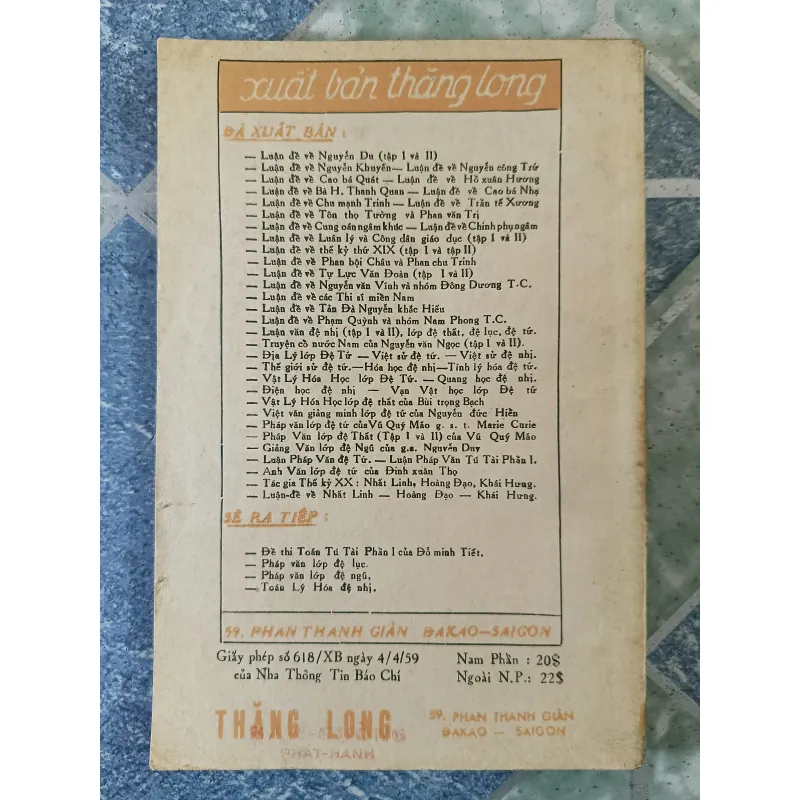 xuất bản thăng long
ĐÃ XUẤT BẢN :
— Luận đề về Nguyễn Du (tập I và II)
— Luận đề về Nguyễn Khuyến — Luận đề về Nguyễn công Trứ
— Luận đề về Cao bá Quát — Luận đề về Hồ xuân Hương
— Luận đề về Bà H. Thanh Quan — Luận đề về Cao bá Nhạ
— Luận đề về Chu mạnh Trinh — Luận đề về Trần tế Xương
— Luận đề về Tôn thọ Tường và Phan văn Trị
— Luận đề về Cung oán ngâm khúc — Luận đề về Chinh phụ ngâm
— Luận đề về Luân lý và Công dân giáo dục (tập I và II)
— Luận đề về thế kỷ thứ XIX (tập I và tập II)
— Luận đề về Phan bội Châu và Phan chu Trinh
— Luận đề về Tự Lực Văn Đoàn (tập I và II)
— Luận đề về Nguyễn văn Vĩnh và nhóm Đông Dương T.C.
— Luận đề về các Thi sĩ miền Nam
— Luận đề về Tản Đà Nguyễn khắc Hiếu
— Luận đề về Phạm Quỳnh và nhóm Nam Phong T.C.
— Luận văn đệ nhị (tập I và II), lớp đệ thất, đệ lục, đệ tứ.
— Truyện cổ nước Nam của Nguyễn văn Ngọc (tập I và II).
— Địa Lý lớp Đệ Tứ — Việt sử đệ tứ. — Việt sử đệ nhị.
— Thế giới sử đệ tứ. — Hóa học đệ nhị — Tính lý hóa đệ tứ.
— Vật Lý Hóa Học lớp Đệ Tứ. — Quang học đệ nhị.
— Điện học đệ nhị — Vạn Vật học lớp Đệ tứ
— Vật Lý Hóa Học lớp đệ thất của Bùi trọng Bạch
— Việt văn giảng minh lớp đệ tứ của Nguyễn đức Hiền
— Pháp văn lớp đệ tứ của Vũ Quý Mão g. s. t. Marie Curie
— Pháp Văn lớp đệ Thất (Tập I và II) của Vũ Quý Mão
— Giảng Văn lớp đệ Ngũ của g.s. Nguyễn Duy
— Luận Pháp Văn đệ Tứ. — Luận Pháp Văn Tú Tài Phần I.
— Anh Văn lớp đệ tứ của Đinh xuân Thọ
— Tác gia Thế kỷ XX : Nhất Linh, Hoàng Đạo, Khái Hưng.
— Luận-đề về Nhất Linh — Hoàng Đạo — Khái Hưng.
SẼ RA TIẾP :
— Đề thi Toán Tú Tài Phần I của Đỗ minh Tiết.
— Pháp văn lớp đệ lục.
— Pháp văn lớp đệ ngũ.
— Toán Lý Hóa đệ nhị.
59, PHAN THANH GIẢN ĐAKAO—SAIGON
Giấy phép số 618/XB ngày 4/4/59
của Nha Thông Tin Báo Chí
Nam Phần : 20$
Ngoài N.P.: 22$
THĂNG LONG
PHÁT-HÀNH
59, PHAN THANH GIẢN
ĐAKAO — SAIGON